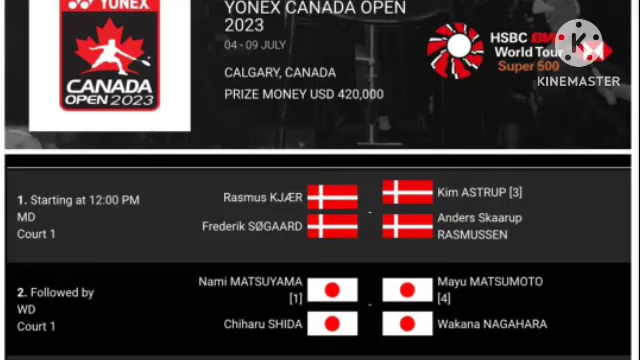 YONEX
CANADA
OPEN 2023
YONEX CANADA OPEN
2023
04 - 09 JULY
CALGARY, CANADA
PRIZE MONEY USD 420,000
HSBC BWF
World Tour
Super 500
KINEMASTER
1. Starting at 12:00 PM
MD
Court 1
Rasmus KJÆR
Frederik SØGAARD
-
Kim ASTRUP [3]
Anders Skaarup
RASMUSSEN
2. Followed by
WD
Court 1
Nami MATSUYAMA
[1]
Chiharu SHIDA
-
Mayu MATSUMOTO
[4]
Wakana NAGAHARA